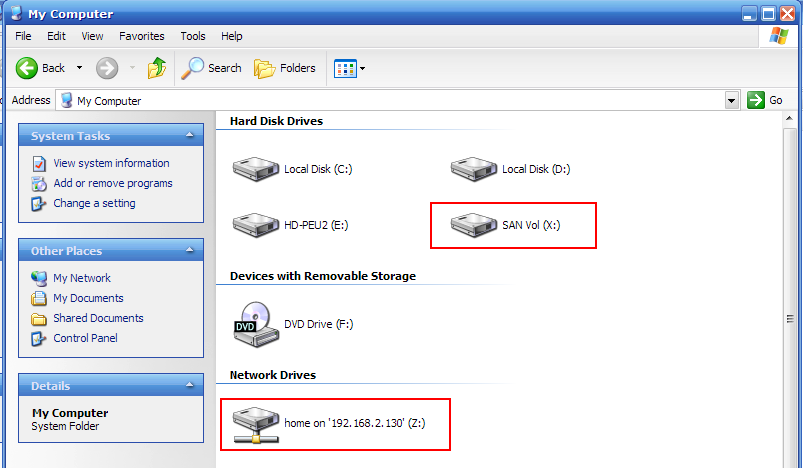 My Computer
File Edit View Favorites Tools Help
Back Search Folders
Address My Computer Go
System Tasks
View system information
Add or remove programs
Change a setting
Other Places
My Network
My Documents
Shared Documents
Control Panel
Details
My Computer
System Folder
Hard Disk Drives
Local Disk (C:) Local Disk (D:)
HD-PEU2 (E:) SAN Vol (X:)
Devices with Removable Storage
DVD DVD Drive (F:)
Network Drives
home on '192.168.2.130' (Z:)